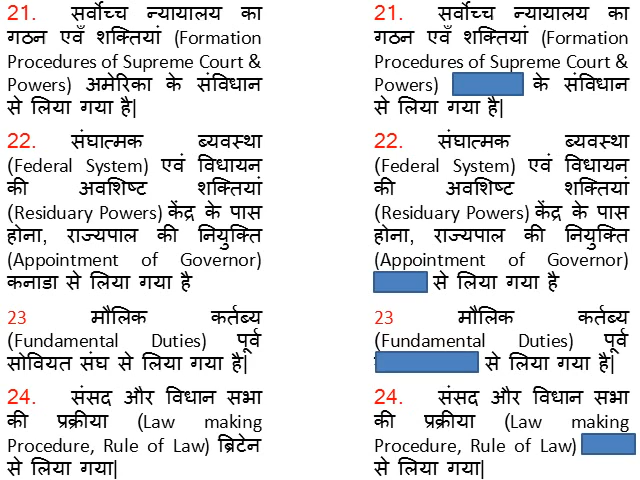 21. सर्वोच्च न्यायालय का
गठन एवँ शक्तियां (Formation
Procedures of Supreme Court &
Powers) अमेरिका के संविधान
से लिया गया है|
22. संघात्मक ब्यवस्था
(Federal System) एवं विधायन
की अवशिष्ट शक्तियां
(Residuary Powers) केंद्र के पास
होना, राज्यपाल की नियुक्ति
(Appointment of Governor)
कनाडा से लिया गया है
23 मौलिक कर्तब्य
(Fundamental Duties) पूर्व
सोवियत संघ से लिया गया है|
24. संसद और विधान सभा
की प्रक्रीया (Law making
Procedure, Rule of Law) ब्रिटेन
से लिया गया|
21. सर्वोच्च न्यायालय का
गठन एवँ शक्तियां (Formation
Procedures of Supreme Court &
Powers) के संविधान
से लिया गया है|
22. संघात्मक ब्यवस्था
(Federal System) एवं विधायन
की अवशिष्ट शक्तियां
(Residuary Powers) केंद्र के पास
होना, राज्यपाल की नियुक्ति
(Appointment of Governor)
से लिया गया है
23 मौलिक कर्तब्य
(Fundamental Duties) पूर्व
से लिया गया है|
24. संसद और विधान सभा
की प्रक्रीया (Law making
Procedure, Rule of Law)
से लिया गया|